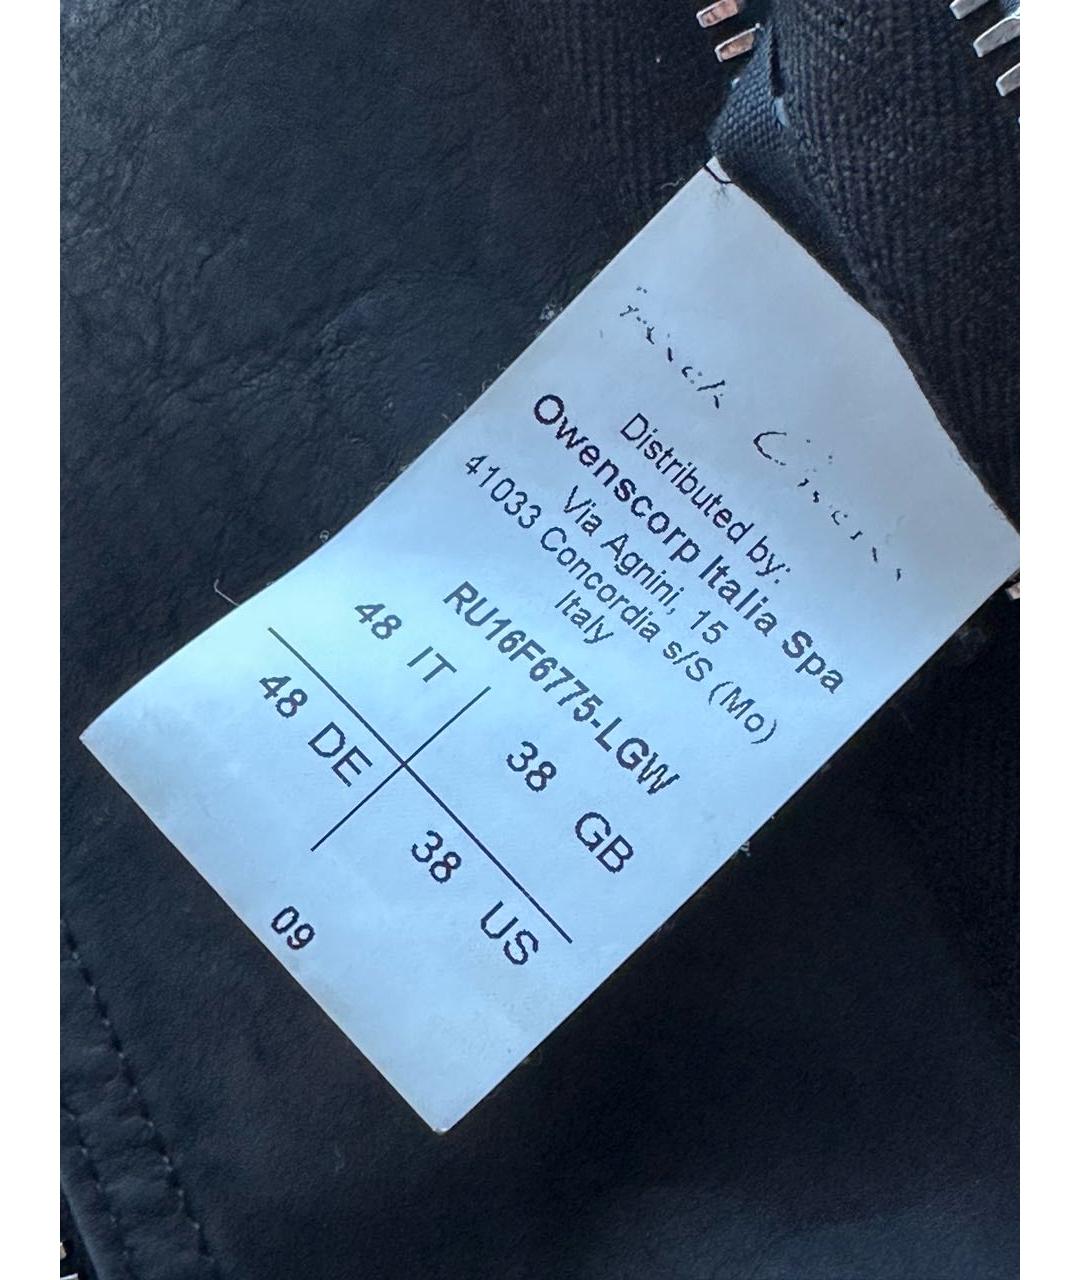 Distributed by:
Owenscorp Italia Spa
Via Agnini, 15
41033 Concordia s/S (Mo)
Italy
RU16F6775-LGW
48 IT
38 GB
48 DE
38 US
09